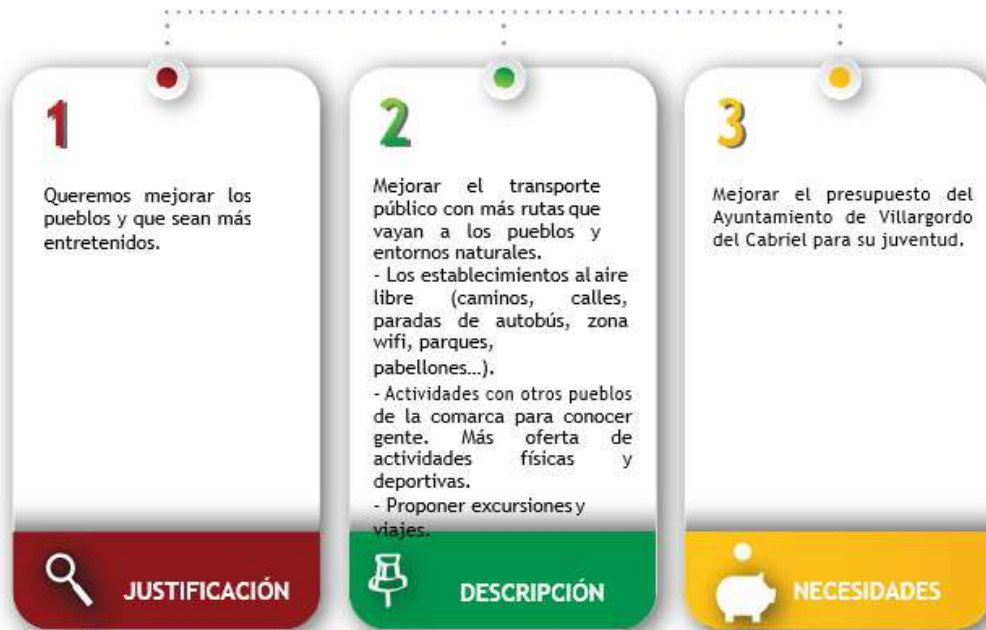 1
Queremos mejorar los
pueblos y que sean más
entretenidos.
JUSTIFICACIÓN
2
Mejorar el transporte
público con más rutas que
vayan a los pueblos y
entornos naturales.
- Los establecimientos al aire
libre (caminos, calles,
paradas de autobús, zona
wifi, parques,
pabellones...).
- Actividades con otros pueblos
de la comarca para conocer
gente. Más oferta de
actividades físicas y
deportivas.
- Proponer excursiones y
viajes.
DESCRIPCIÓN
3
Mejorar el presupuesto del
Ayuntamiento de Villargordo
del Cabriel para su juventud.
NECESIDADES